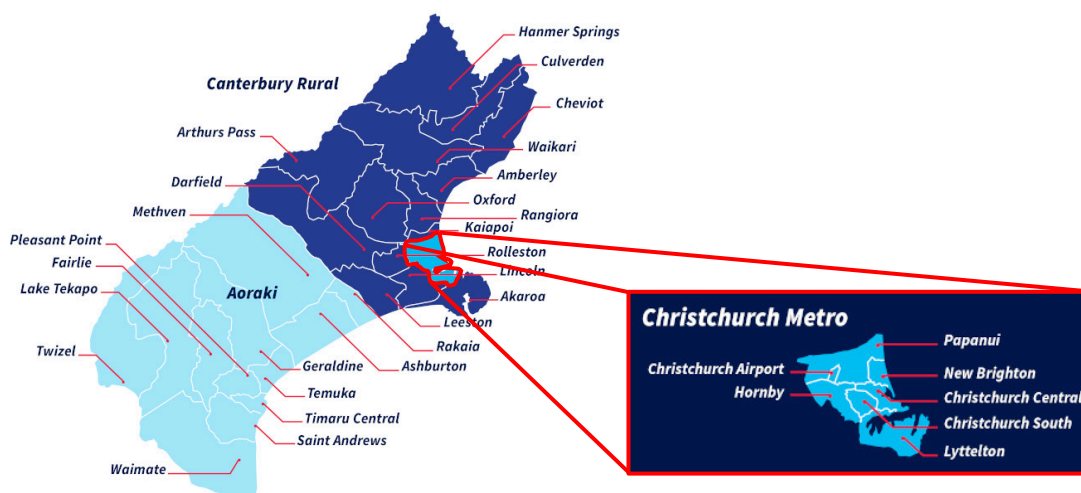 Hanmer Springs
Culverden
Canterbury Rural
Cheviot
Arthurs Pass
Waikari
Amberley
Darfield
Oxford
Methven
Rangiora
Kaiapoi
Pleasant Point
Rolleston
Fairlie
Lincoln
Lake Tekapo
Aoraki
Akaroa
Leeston
Rakaia
Twizel
Geraldine
Ashburton
Temuka
Timaru Central
Saint Andrews
Waimate
Christchurch Metro
Papanui
Christchurch Airport
New Brighton
Hornby
Christchurch Central
Christchurch South
Lyttelton